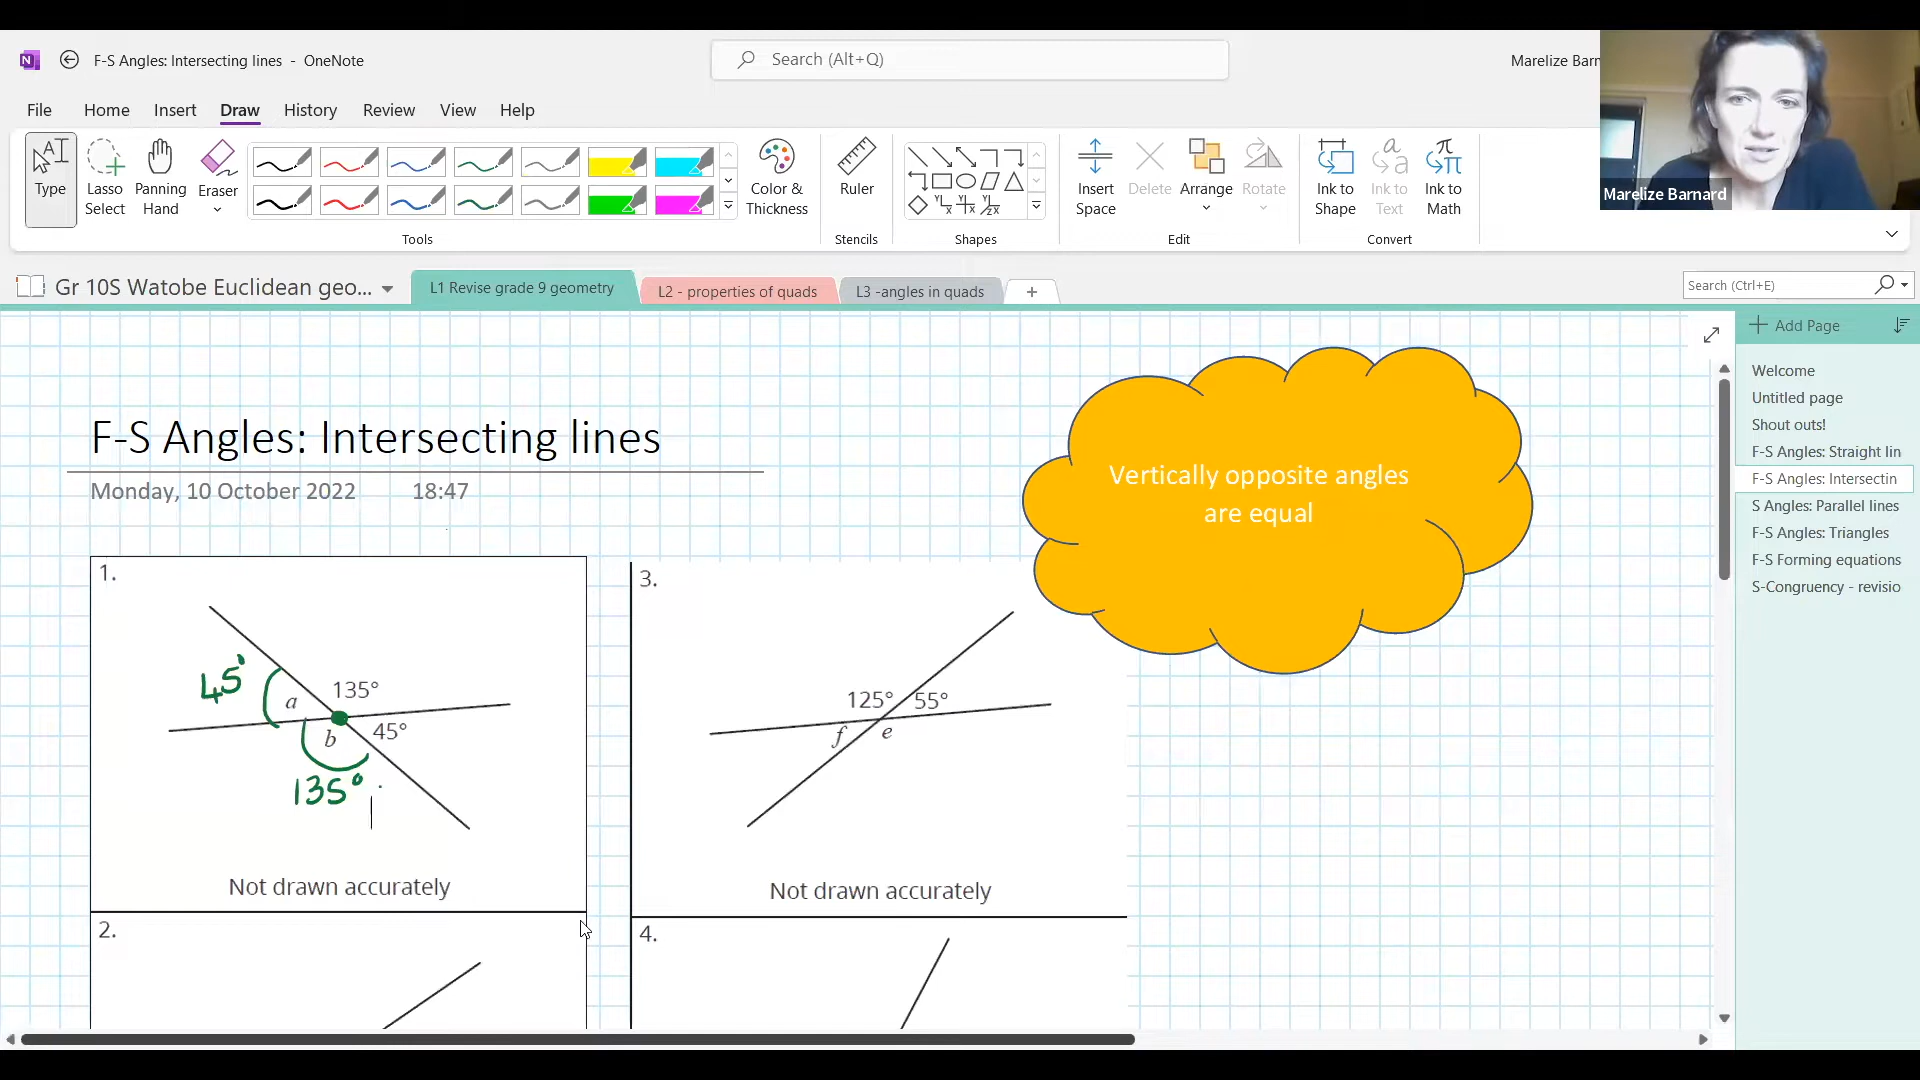 F-S Angles: Intersecting lines - OneNote
Search (Alt+Q)
Marelize Barn
File Home Insert Draw History Review View Help
Type
Lasso Select
Panning Hand
Eraser
Color & Thickness
Ruler
Insert Space
Delete
Arrange
Rotate
Ink to Shape
Ink to Text
Ink to Math
Marelize Barnard
Tools Stencils Shapes Edit Convert
Gr 10S Watobe Euclidean geo...
L1 Revise grade 9 geometry
L2 - properties of quads
L3 -angles in quads
Search (Ctrl+E)
Add Page
Welcome
Untitled page
Shout outs!
F-S Angles: Straight lin
F-S Angles: Intersectin
S Angles: Parallel lines
F-S Angles: Triangles
F-S Forming equations
S-Congruency - revisio
F-S Angles: Intersecting lines
Monday, 10 October 2022 18:47
Vertically opposite angles
are equal
1.
45°
a
135°
b
45°
135°
Not drawn accurately
3.
125° 55°
f e
Not drawn accurately
2.
4.